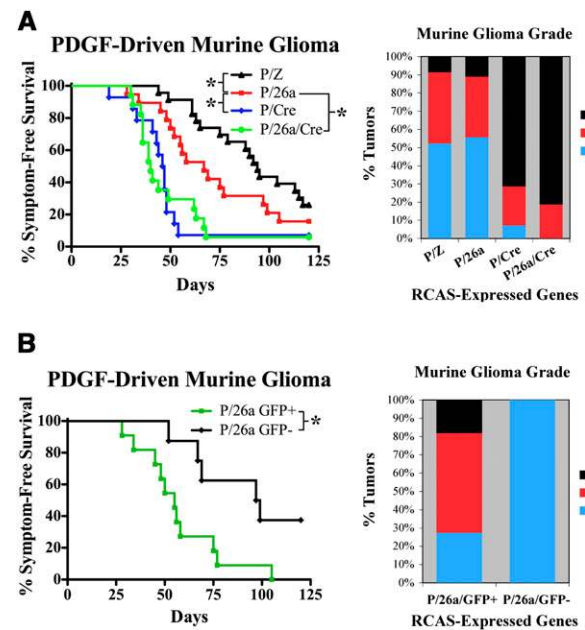 A
PDGF-Driven Murine Glioma
% Symptom-Free Survival
100
80
60
40
20
0
0 25 50 75 100 125
Days
* P/Z
* P/26a
P/Cre *
P/26a/Cre
Murine Glioma Grade
% Tumors
100%
90%
80%
70%
60%
50%
40%
30%
20%
10%
0%
P/Z P/26a P/Cre P/26a/Cre
RCAS-Expressed Genes
B
PDGF-Driven Murine Glioma
% Symptom-Free Survival
100
80
60
40
20
0
0 25 50 75 100 125
Days
P/26a GFP+
P/26a GFP- *
Murine Glioma Grade
% Tumors
100%
90%
80%
70%
60%
50%
40%
30%
20%
10%
0%
P/26a/GFP+ P/26a/GFP-
RCAS-Expressed Genes